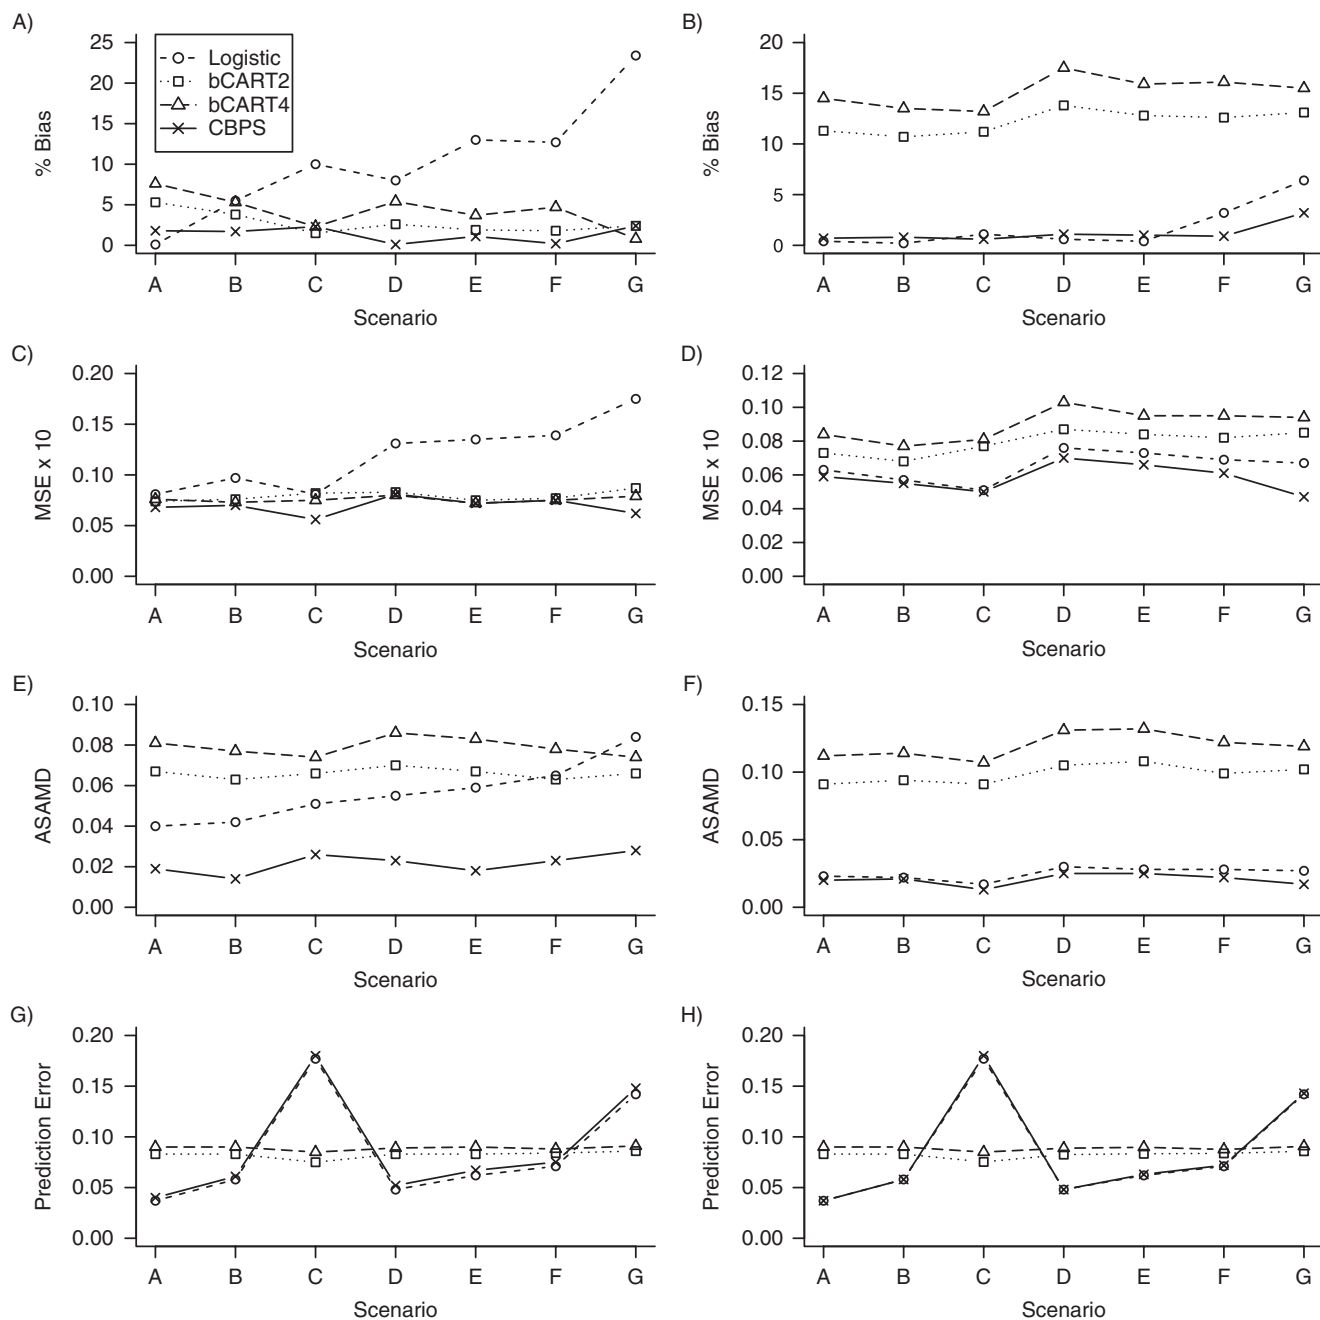 A)
25
20
15
10
5
0
% Bias
Logistic
bCART2
bCART4
CBPS
A B C D E F G
Scenario
B)
20
15
10
5
0
% Bias
A B C D E F G
Scenario
C)
0.20
0.15
0.10
0.05
0.00
MSE x 10
A B C D E F G
Scenario
D)
0.12
0.10
0.08
0.06
0.04
0.02
0.00
MSE x 10
A B C D E F G
Scenario
E)
0.10
0.08
0.06
0.04
0.02
0.00
ASAMD
A B C D E F G
Scenario
F)
0.15
0.10
0.05
0.00
ASAMD
A B C D E F G
Scenario
G)
0.20
0.15
0.10
0.05
0.00
Prediction Error
A B C D E F G
Scenario
H)
0.20
0.15
0.10
0.05
0.00
Prediction Error
A B C D E F G
Scenario